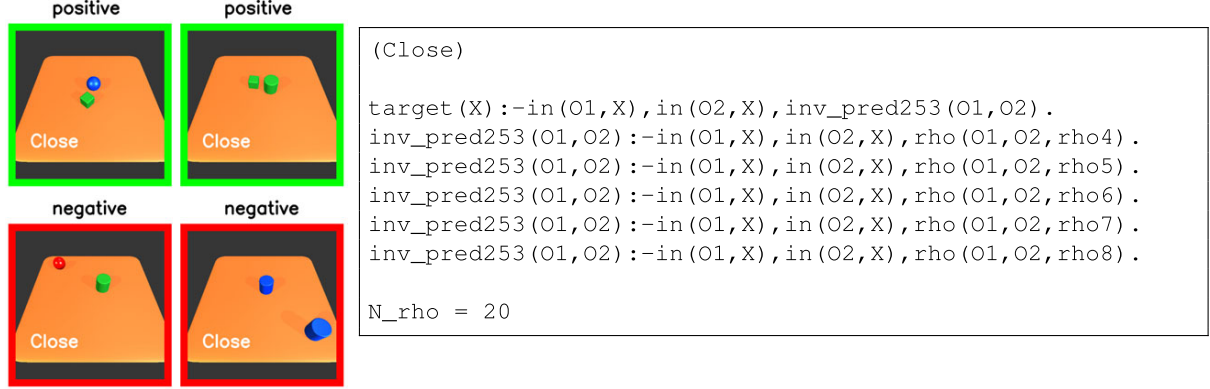 positive
positive
Close
Close
negative
negative
Close
Close
(Close)
target(X):-in(O1,X),in(O2,X),inv_pred253(O1,O2).
inv_pred253(O1,O2):-in(O1,X),in(O2,X),rho(O1,O2,rho4).
inv_pred253(O1,O2):-in(O1,X),in(O2,X),rho(O1,O2,rho5).
inv_pred253(O1,O2):-in(O1,X),in(O2,X),rho(O1,O2,rho6).
inv_pred253(O1,O2):-in(O1,X),in(O2,X),rho(O1,O2,rho7).
inv_pred253(O1,O2):-in(O1,X),in(O2,X),rho(O1,O2,rho8).
N_rho = 20